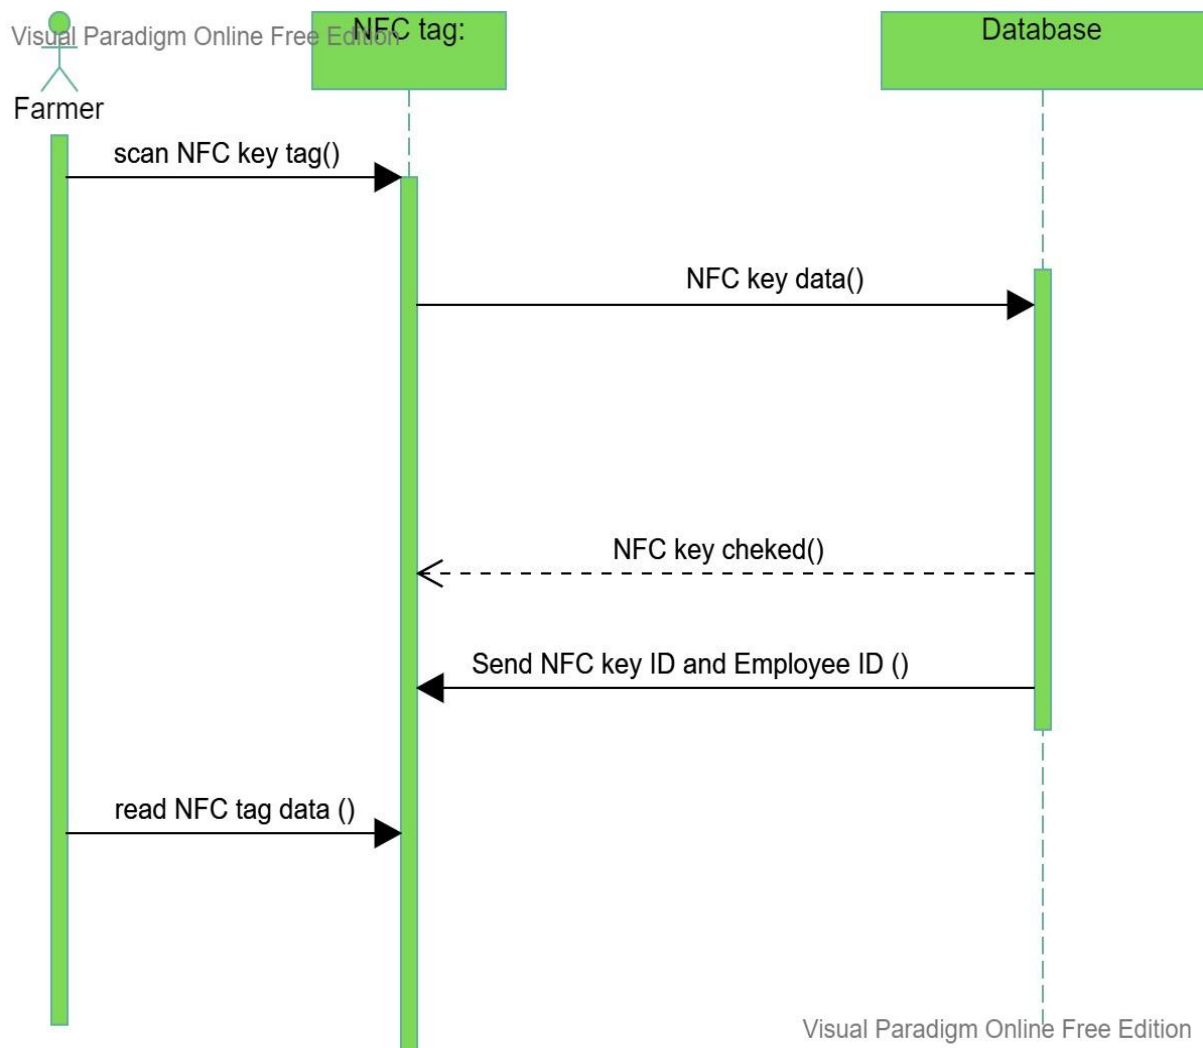 Visual Paradigm Online Free Edition
NFC tag:
Database
Farmer
scan NFC key tag()
NFC key data()
NFC key cheked()
Send NFC key ID and Employee ID ()
read NFC tag data ()
Visual Paradigm Online Free Edition